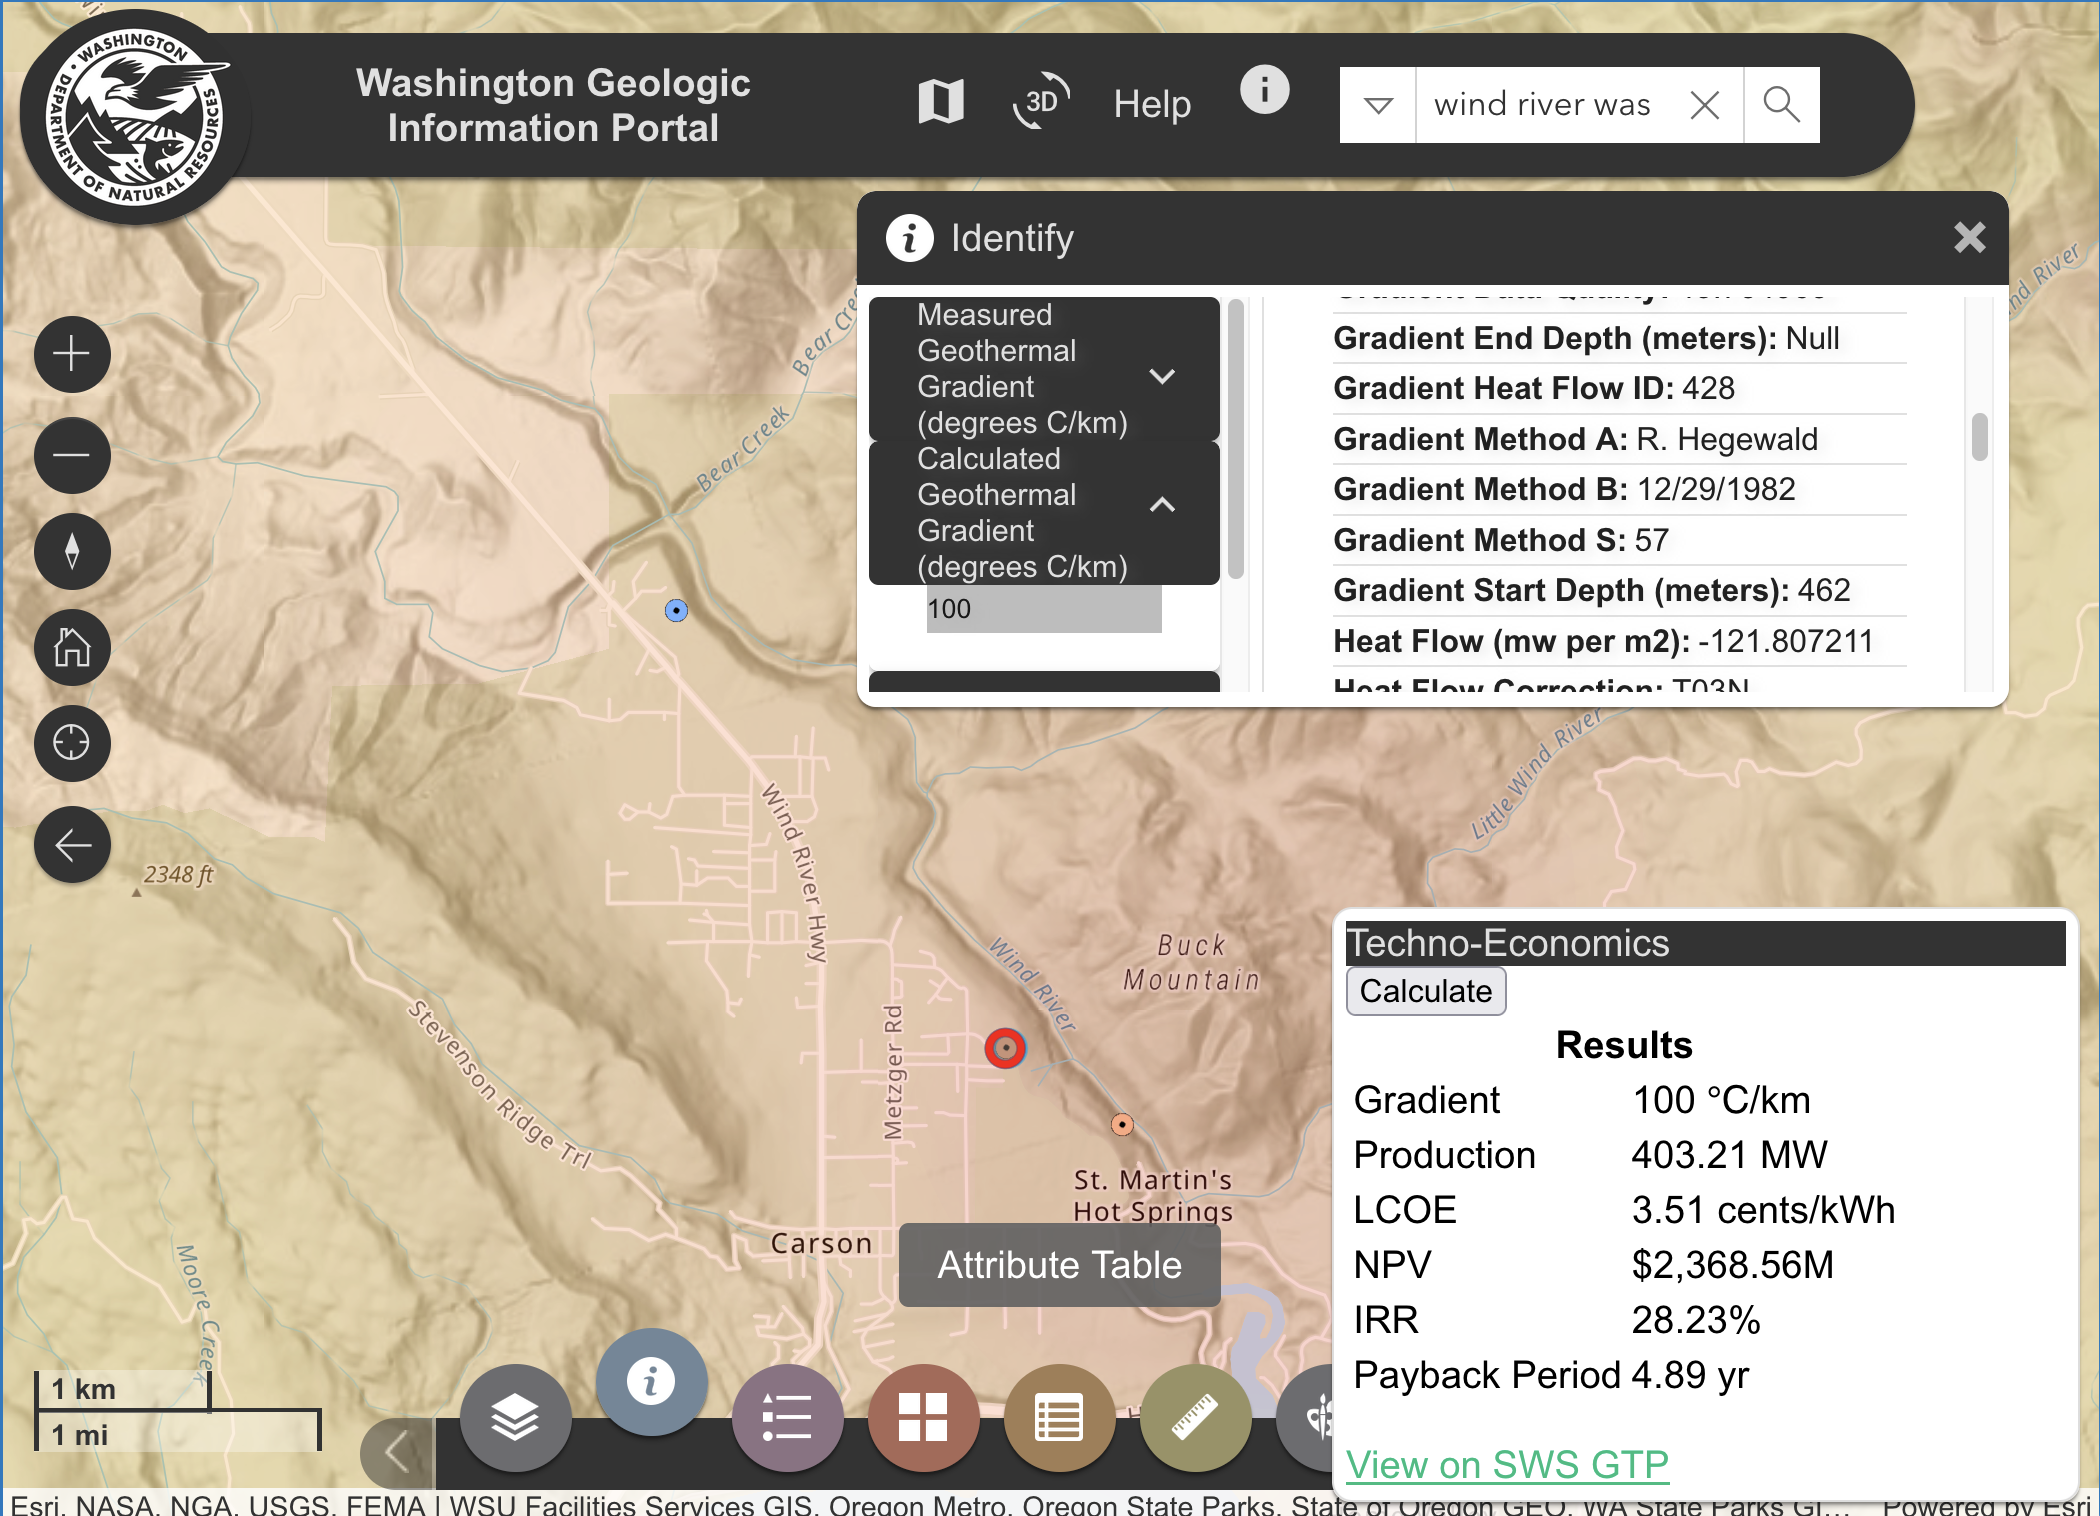 WASHINGTON
DEPARTMENT OF NATURAL RESOURCES
Washington Geologic
Information Portal
3D
Help
wind river was
Identify
Measured
Geothermal
Gradient
(degrees C/km)
Calculated
Geothermal
Gradient
(degrees C/km)
100
Gradient End Depth (meters): Null
Gradient Heat Flow ID: 428
Gradient Method A: R. Hegewald
Gradient Method B: 12/29/1982
Gradient Method S: 57
Gradient Start Depth (meters): 462
Heat Flow (mw per m2): -121.807211
Heat Flow Correction: T03N
Bear Cre
Bear Creek
nd River
Little Wind River
2348 ft
Wind River Hwy
Wind River
Buck
Mountain
Metzger Rd
Stevenson Ridge Trl
St. Martin's
Hot Springs
Carson
Moore Creek
Attribute Table
Techno-Economics
Calculate
Results
Gradient 100 °C/km
Production 403.21 MW
LCOE 3.51 cents/kWh
NPV $2,368.56M
IRR 28.23%
Payback Period 4.89 yr
View on SWS GTP
1 km
1 mi
Esri, NASA, NGA, USGS, FEMA | WSU Facilities Services GIS, Oregon Metro, Oregon State Parks, State of Oregon GEO, WA State Parks GI... Powered by Esri